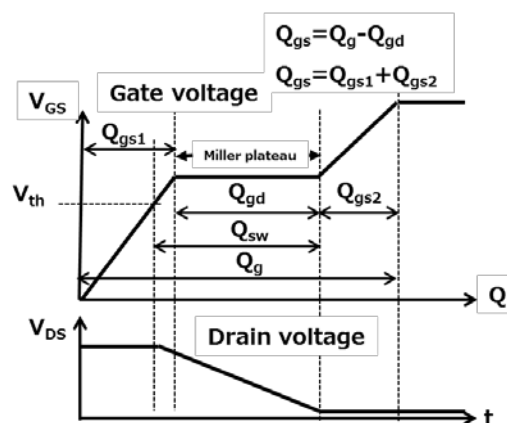 Qgs=Qg-Qgd
Qgs=Qgs1+Qgs2
VGS
Gate voltage
Qgs1
Miller plateau
Vth
Qgd
Qgs2
Qsw
Qg
Q
VDS
Drain voltage
t